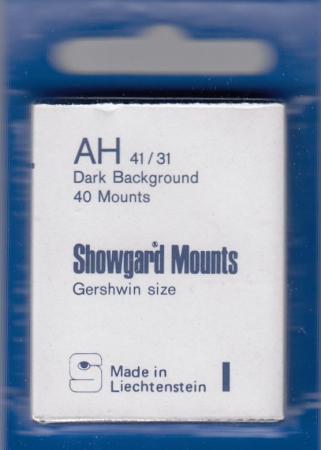 AH 41/31
Dark Background
40 Mounts
Showgard® Mounts
Gershwin size
S Made in
Liechtenstein I